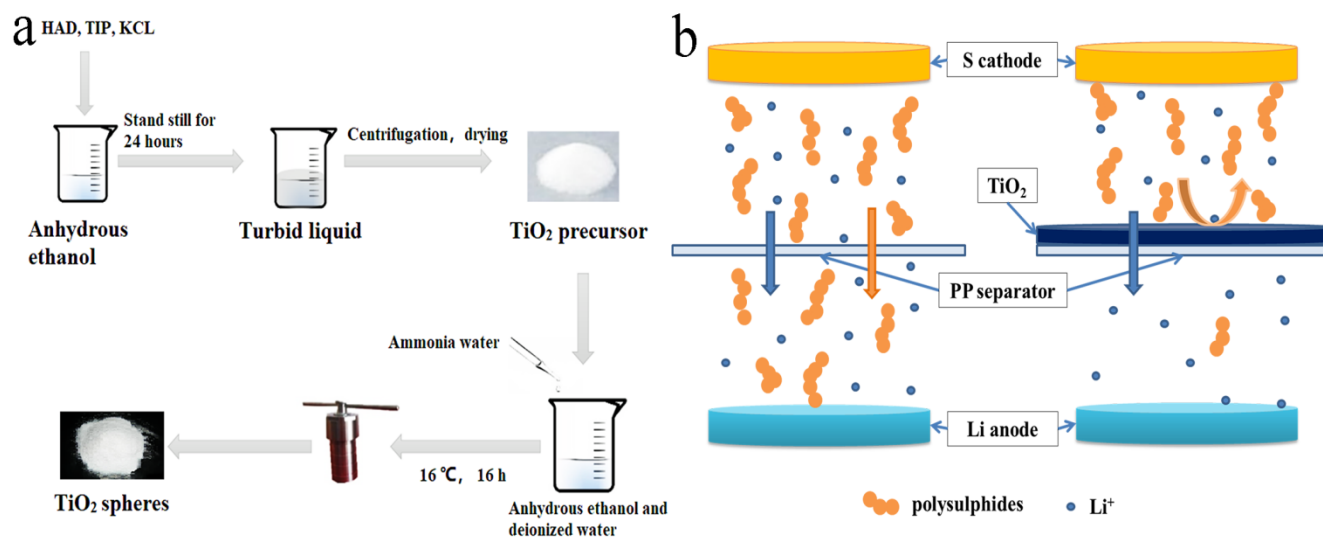 a
HAD, TIP, KCL
Stand still for
24 hours
Centrifugation, drying
Anhydrous
ethanol
Turbid liquid
TiO₂ precursor
Ammonia water
16 ℃, 16 h
TiO₂ spheres
Anhydrous ethanol and
deionized water
b
S cathode
TiO₂
PP separator
Li anode
polysulphides
Li⁺